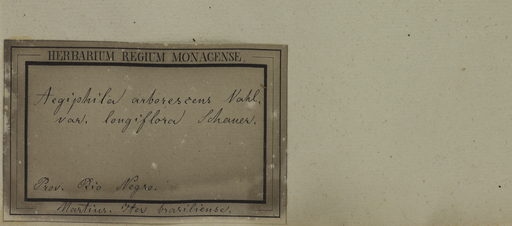 HERBARIUM REGIUM MONACENSE
Aegiphila arborescens Vahl.
var. longiflora Schauer.
Prov. Rio Negro.
Martius. Iter brasiliense.